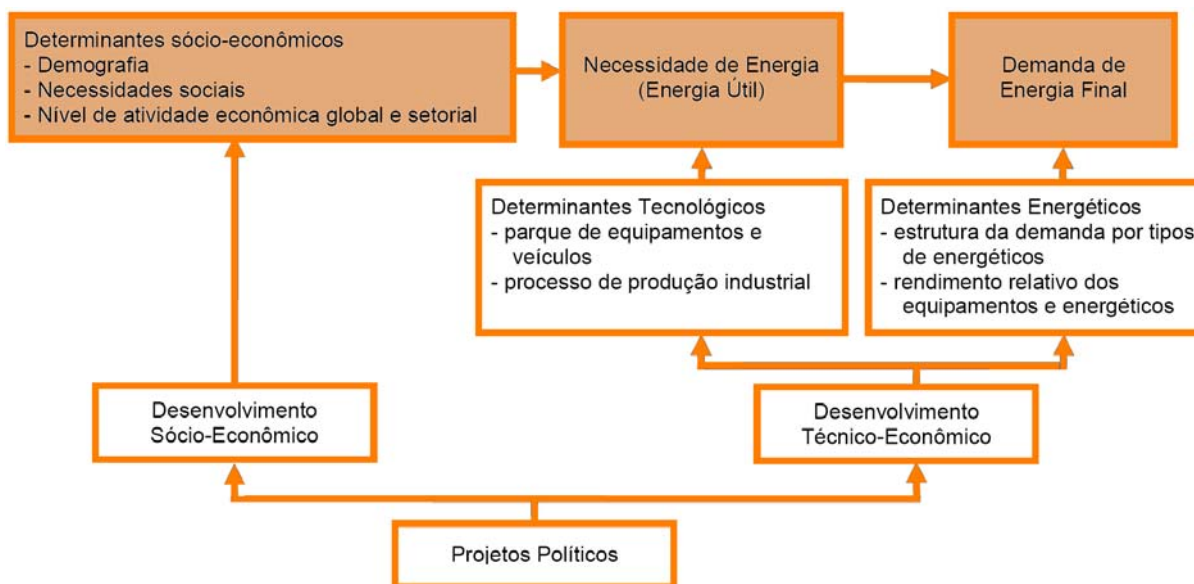 Determinantes sócio-econômicos
- Demografia
- Necessidades sociais
- Nível de atividade econômica global e setorial
Necessidade de Energia
(Energia Útil)
Demanda de
Energia Final
Determinantes Tecnológicos
- parque de equipamentos e
veículos
- processo de produção industrial
Determinantes Energéticos
- estrutura da demanda por tipos
de energéticos
- rendimento relativo dos
equipamentos e energéticos
Desenvolvimento
Sócio-Econômico
Desenvolvimento
Técnico-Econômico
Projetos Políticos